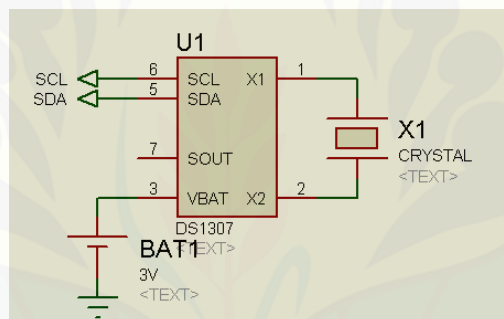 U1
SCL 6 SCL X1 1
SDA 5 SDA
X1
CRYSTAL
<TEXT>
7 SOUT
3 VBAT X2 2
DS1307
<TEXT>
BAT1
3V
<TEXT>